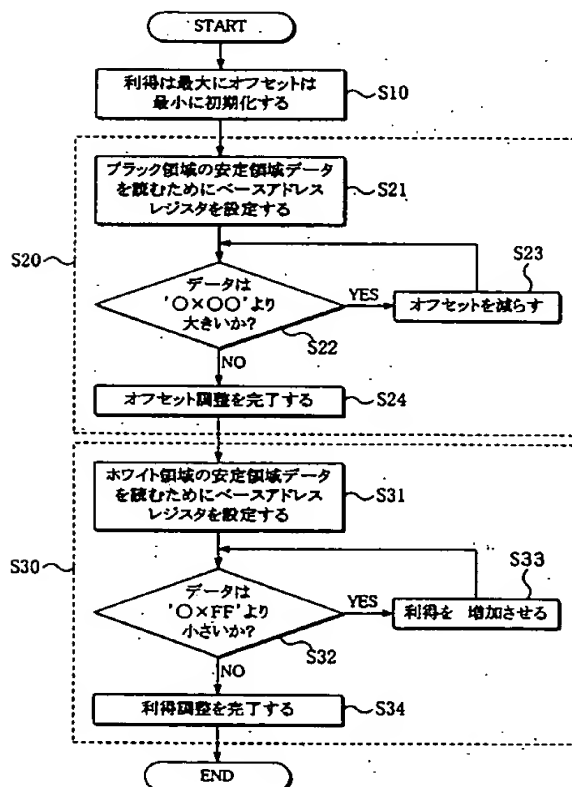 START
利得は最大にオフセットは
最小に初期化する
S10
ブラック領域の安定領域データ
を読むためにベースアドレス
レジスタを設定する
S21
S20
データは
'○×○○'より
大きいか?
YES
S22
S23
オフセットを減らす
NO
オフセット調整を完了する
S24
ホワイト領域の安定領域データ
を読むためにベースアドレス
レジスタを設定する
S31
S30
データは
'○×FF'より
小さいか?
YES
S32
S33
利得を 増加させる
NO
利得調整を完了する
S34
END